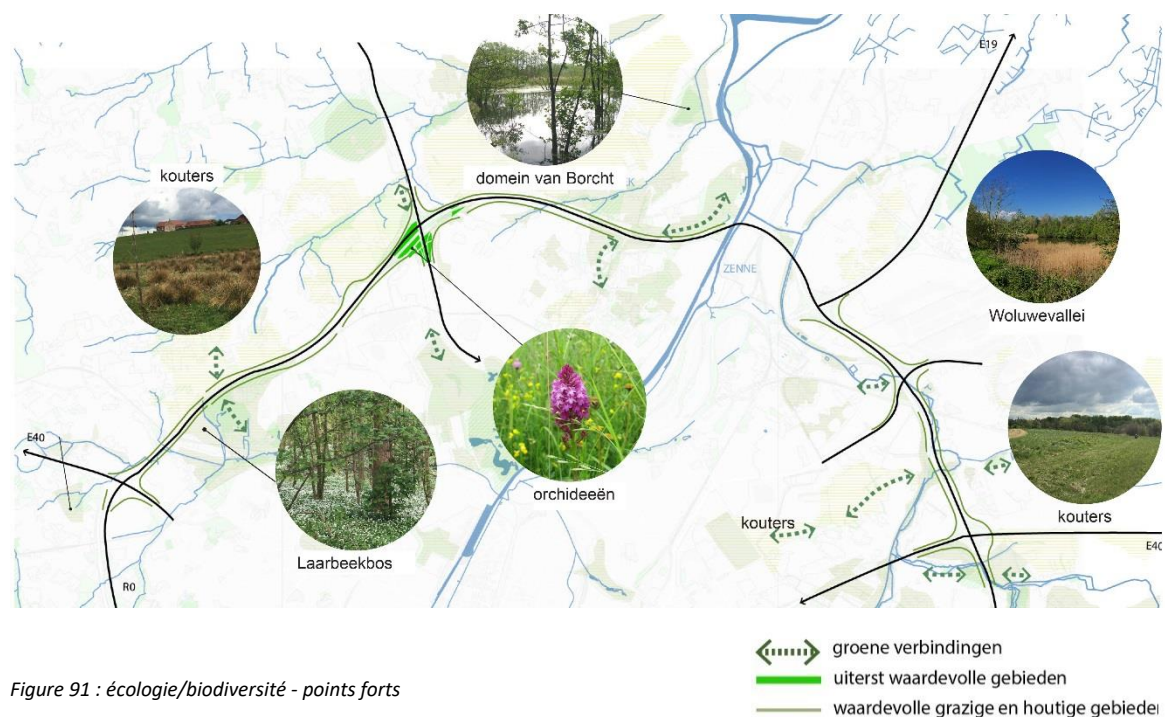 E19
kouters
domein van Borcht
K
ZENNE
Woluwevallei
orchideeën
E40
Laarbeekbos
kouters
kouters
R0
E40
groene verbindingen
uiterst waardevolle gebieden
waardevolle grazige en houtige gebieden
Figure 91 : écologie/biodiversité - points forts